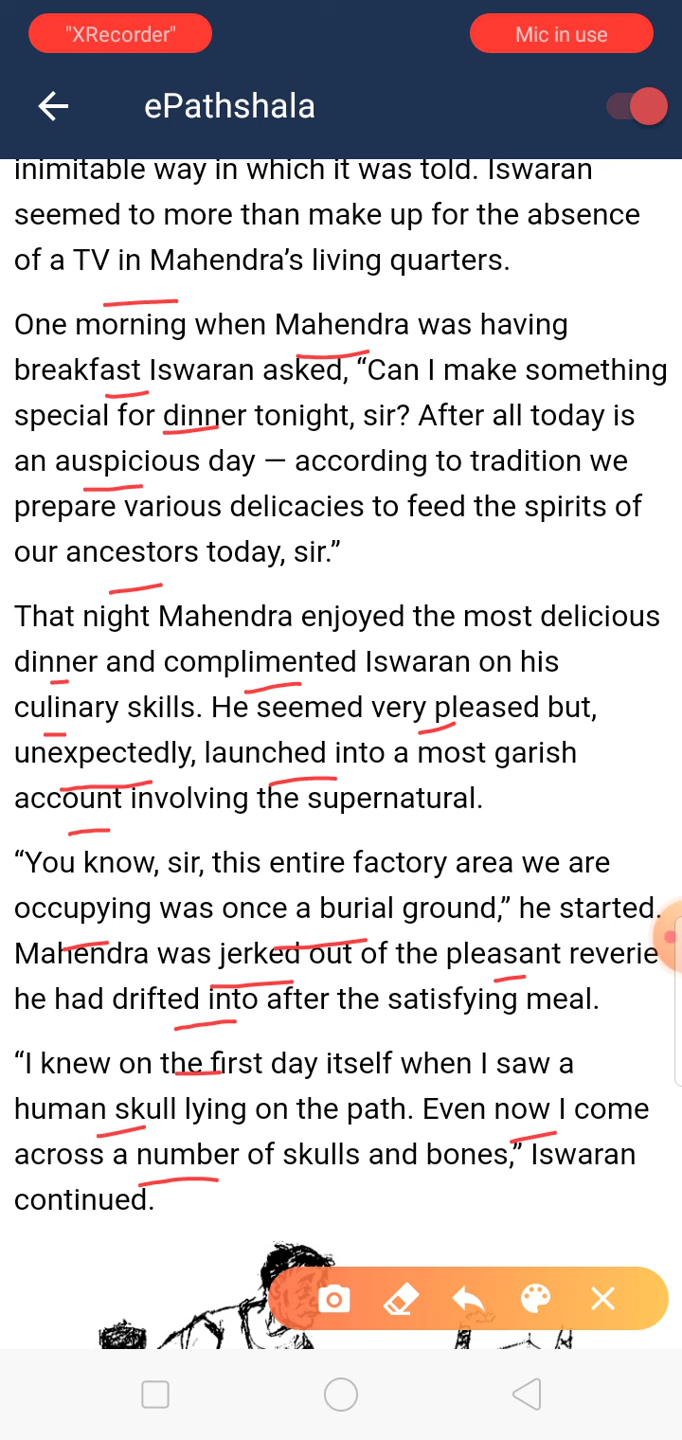 "XRecorder"
Mic in use
ePathshala
inimitable way in which it was told. Iswaran
seemed to more than make up for the absence
of a TV in Mahendra’s living quarters.
One morning when Mahendra was having
breakfast Iswaran asked, “Can I make something
special for dinner tonight, sir? After all today is
an auspicious day — according to tradition we
prepare various delicacies to feed the spirits of
our ancestors today, sir.”
That night Mahendra enjoyed the most delicious
dinner and complimented Iswaran on his
culinary skills. He seemed very pleased but,
unexpectedly, launched into a most garish
account involving the supernatural.
“You know, sir, this entire factory area we are
occupying was once a burial ground,” he started.
Mahendra was jerked out of the pleasant reverie
he had drifted into after the satisfying meal.
“I knew on the first day itself when I saw a
human skull lying on the path. Even now I come
across a number of skulls and bones,” Iswaran
continued.